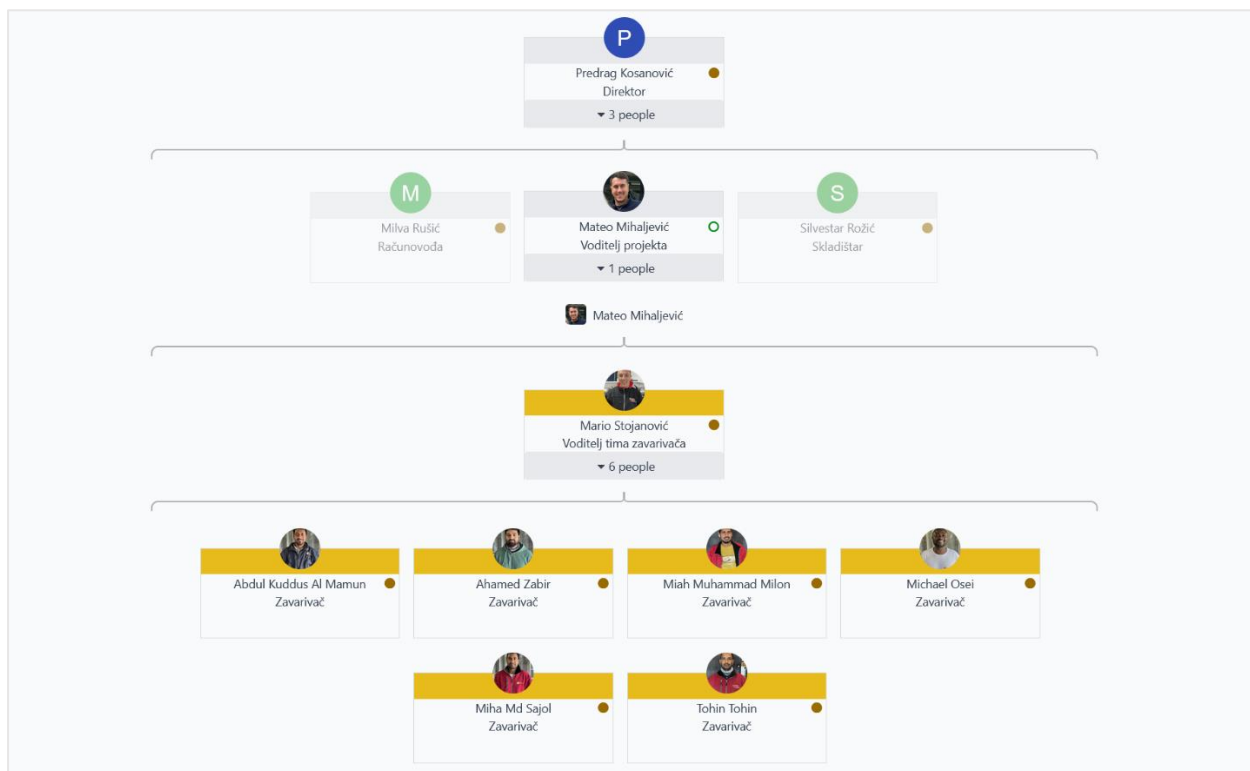 P
Predrag Kosanović
Direktor
3 people
M
Milva Rušić
Računovođa
Mateo Mihaljević
Voditelj projekta
1 people
S
Silvestar Rožić
Skladištar
Mateo Mihaljević
Mario Stojanović
Voditelj tima zavarivača
6 people
Abdul Kuddus Al Mamun
Zavarivač
Ahamed Zabir
Zavarivač
Miah Muhammad Milon
Zavarivač
Michael Osei
Zavarivač
Miha Md Sajol
Zavarivač
Tohin Tohin
Zavarivač